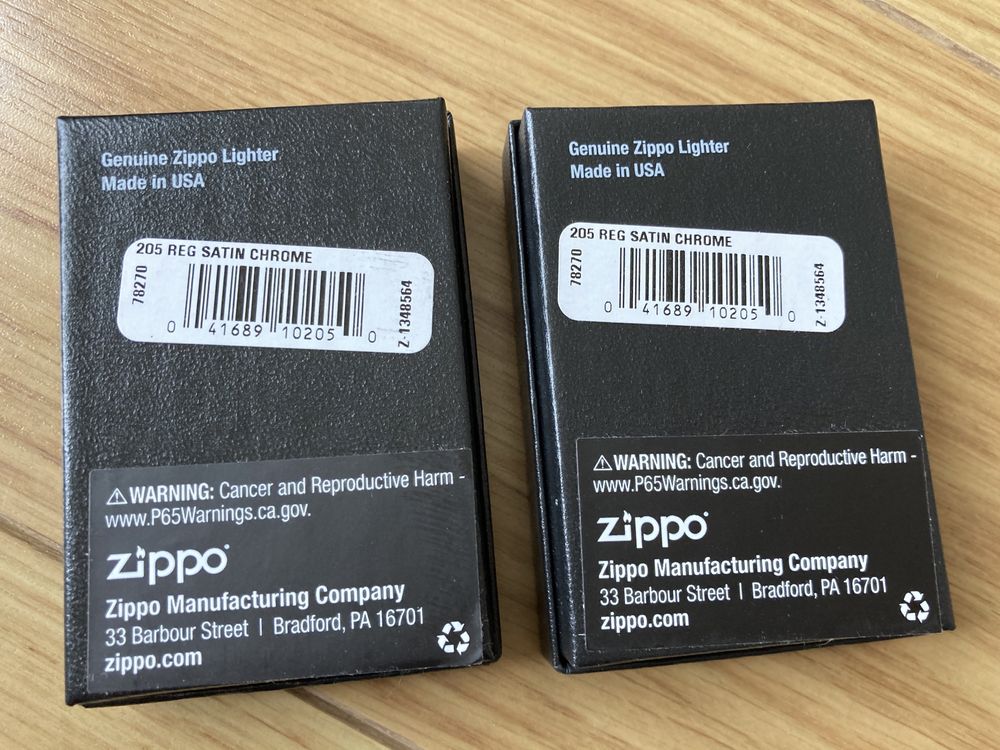 Genuine Zippo Lighter
Made in USA
205 REG SATIN CHROME
78270
0 41689 10205 0
Z-1348564
⚠WARNING: Cancer and Reproductive Harm -
www.P65Warnings.ca.gov.
Zippo
Zippo Manufacturing Company
33 Barbour Street | Bradford, PA 16701
zippo.com
Genuine Zippo Lighter
Made in USA
205 REG SATIN CHROME
78270
0 41689 10205 0
Z-1348564
⚠WARNING: Cancer and Reproductive Harm -
www.P65Warnings.ca.gov.
Zippo
Zippo Manufacturing Company
33 Barbour Street | Bradford, PA 16701
zippo.com